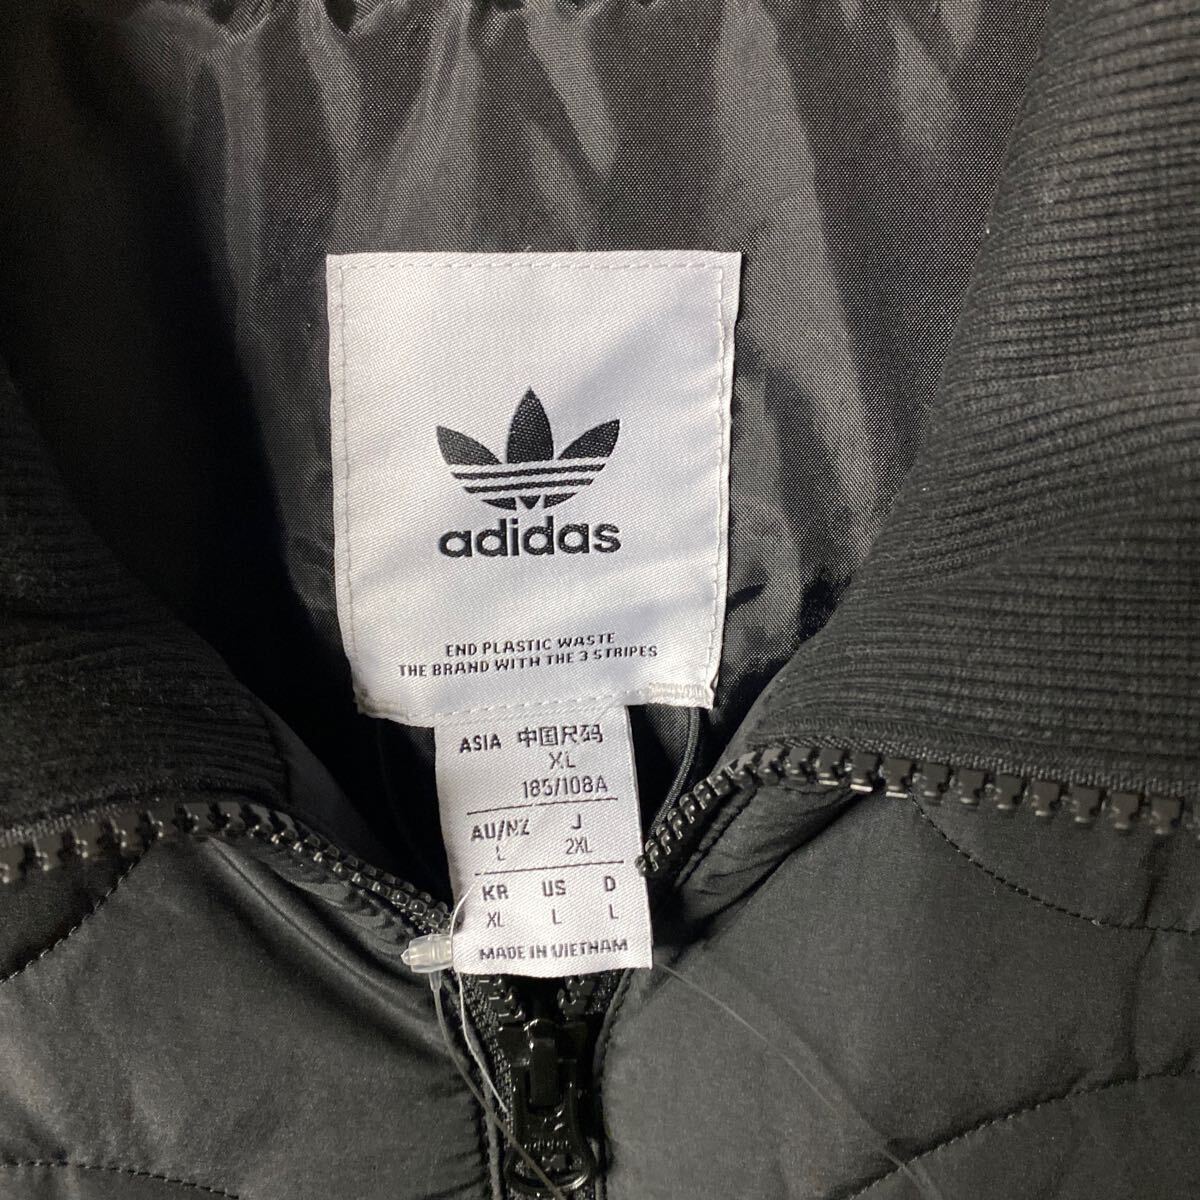 adidas
END PLASTIC WASTE
THE BRAND WITH THE 3 STRIPES
ASIA 中国尺码
XL
185/108A
AU/NZ J
L 2XL
KR US D
XL L L
MADE IN VIETNAM